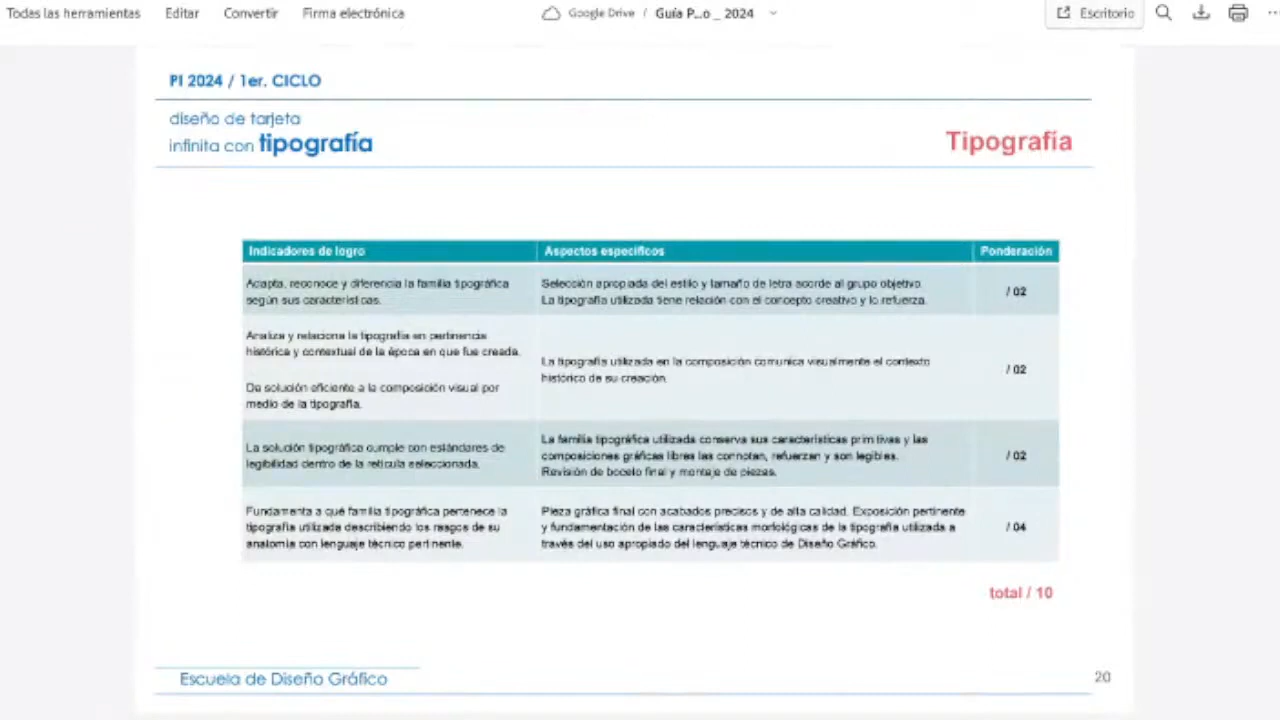 Todas las herramientas Editar Convertir Firma electrónica Google Drive / Guía P...o _ 2024 Escritorio
PI 2024 / 1er. CICLO
diseño de tarjeta
infinita con tipografía
Tipografía
Indicadores de logro Aspectos específicos Ponderación
Adapta, reconoce y diferencia la familia tipográfica
según sus características.
Selección apropiada del estilo y tamaño de letra acorde al grupo objetivo.
La tipografía utilizada tiene relación con el concepto creativo y lo refuerza.
/ 02
Analiza y relaciona la tipografía en pertinencia
histórica y contextual de la época en que fue creada.
Da solución eficiente a la composición visual por
medio de la tipografía.
La tipografía utilizada en la composición comunica visualmente el contexto
histórico de su creación.
/ 02
La solución tipográfica cumple con estándares de
legibilidad dentro de la retícula seleccionada.
La familia tipográfica utilizada conserva sus características primitivas y las
composiciones gráficas libres las connotan, refuerzan y son legibles.
Revisión de boceto final y montaje de piezas.
/ 02
Fundamenta a qué familia tipográfica pertenece la
tipografía utilizada describiendo los rasgos de su
anatomía con lenguaje técnico pertinente.
Pieza gráfica final con acabados precisos y de alta calidad. Exposición pertinente
y fundamentación de las características morfológicas de la tipografía utilizada a
través del uso apropiado del lenguaje técnico de Diseño Gráfico.
/ 04
total / 10
Escuela de Diseño Gráfico
20